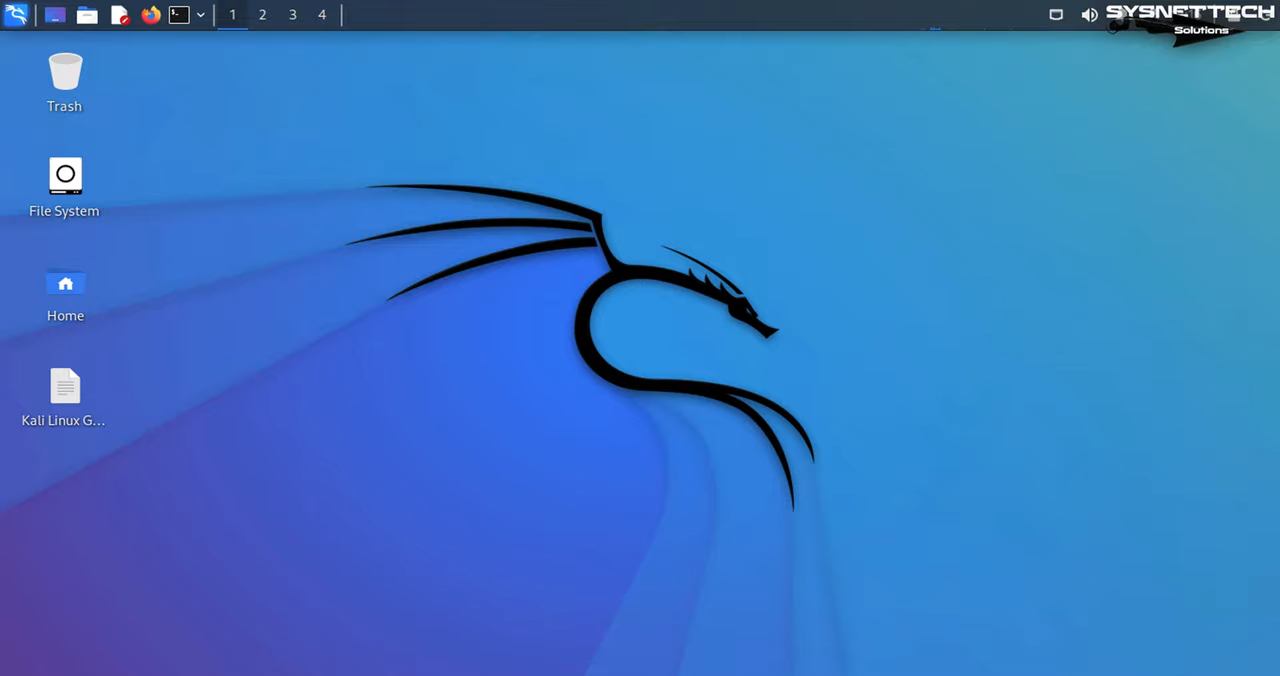 1 2 3 4
SYSNETTECH
Solutions
Trash
File System
Home
Kali Linux G...